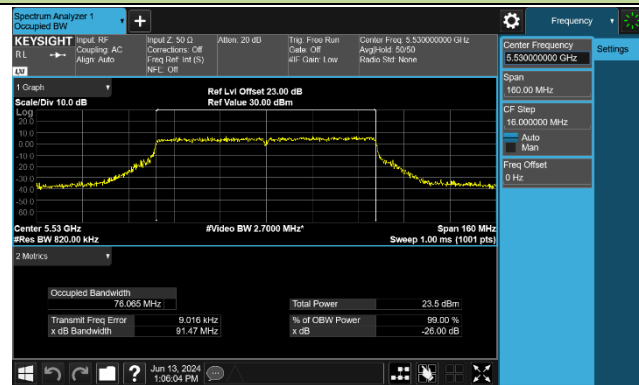 Spectrum Analyzer 1
Occupied BW
Frequency
KEYSIGHT
Input: RF
Input Z: 50 Ω
Atten: 20 dB
Trig: Free Run
Center Freq: 5.530000000 GHz
RL
Coupling: AC
Corrections: Off
Gate: Off
Avg|Hold: 50/50
Align: Auto
Freq Ref: Int (S)
#IF Gain: Low
Radio Std: None
LXI
NFE: Off
Center Frequency
Settings
5.530000000 GHz
Span
160.00 MHz
CF Step
16.000000 MHz
Auto
Man
Freq Offset
0 Hz
1 Graph
Ref Lvl Offset 23.00 dB
Scale/Div 10.0 dB
Ref Value 30.00 dBm
Log
20.0
10.0
0.00
-10.0
-20.0
-30.0
-40.0
-50.0
-60.0
Center 5.53 GHz
#Video BW 2.7000 MHz*
Span 160 MHz
#Res BW 820.00 kHz
Sweep 1.00 ms (1001 pts)
2 Metrics
Occupied Bandwidth
76.065 MHz
Total Power
23.5 dBm
Transmit Freq Error
9.016 kHz
% of OBW Power
99.00 %
x dB Bandwidth
91.47 MHz
x dB
-26.00 dB
?
Jun 13, 2024
1:06:04 PM